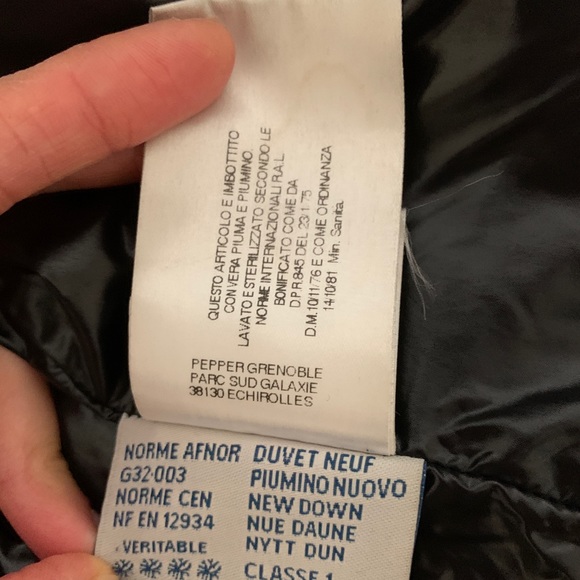 QUESTO ARTICOLO E IMBOTTITO
CON VERA PIUMA E PIUMINO.
LAVATO E STERILIZZATO SECONDO LE
NORME INTERNAZIONALI R.A.L
BONIFICATO COME DA
D.P.R. 845 DEL 23.1.75
D.M. 10/11/76 E COME ORDINANZA
14/10/81 Min. Sanita.
PEPPER GRENOBLE
PARC SUD GALAXIE
38130 ECHIROLLES
NORME AFNOR
G32-003
NORME CEN
NF EN 12934
VERITABLE
DUVET NEUF
PIUMINO NUOVO
NEW DOWN
NUE DAUNE
NYTT DUN
CLASSE 1